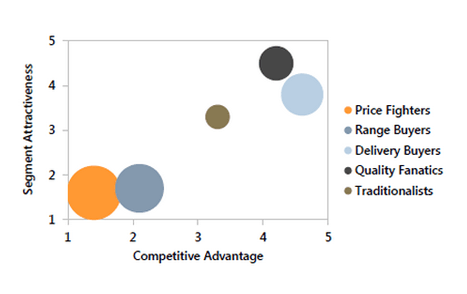 5
4
3
2
1
Segment Attractiveness
1 2 3 4 5
Competitive Advantage
Price Fighters
Range Buyers
Delivery Buyers
Quality Fanatics
Traditionalists